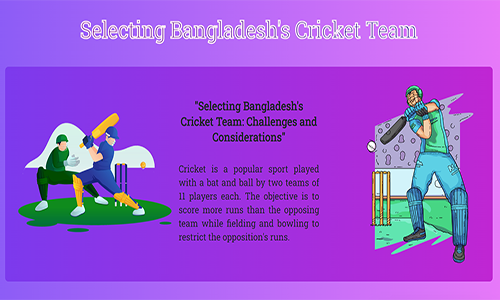 Selecting Bangladesh's Cricket Team
"Selecting Bangladesh's
Cricket Team: Challenges and
Considerations"
Cricket is a popular sport played
with a bat and ball by two teams of
11 players each. The objective is to
score more runs than the opposing
team while fielding and bowling to
restrict the opposition's runs.